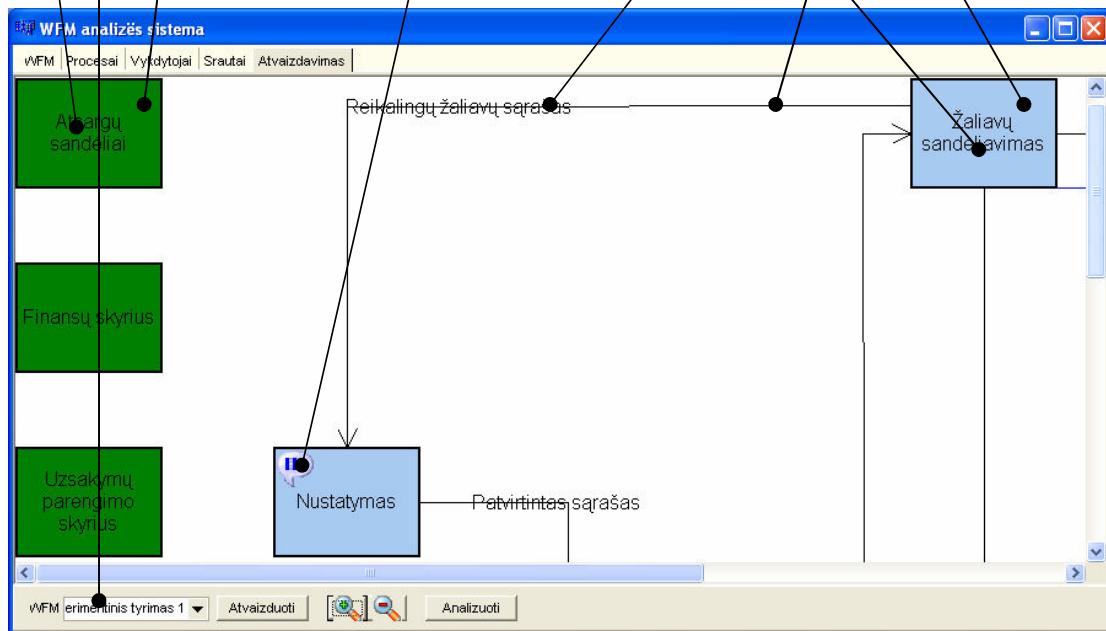 WFM analizės sistema
WFM Procesai Vykdytojai Srautai Atvaizdavimas
Reikalingų žaliavų sąrašas
Atsargų
sandėliai
Žaliavų
sandėliavimas
Finansų skyrius
Uzsakymų
parengimo
skyrius
Nustatymas
Patvirtintas sąrašas
WFM erimentinis tyrimas 1 Atvaizduoti Analizuoti